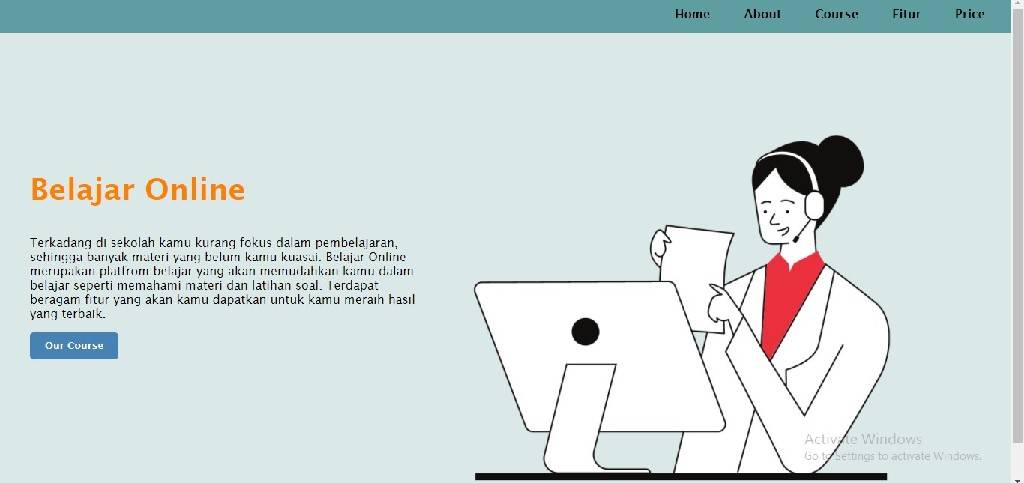 Home About Course Fitur Price
Belajar Online
Terkadang di sekolah kamu kurang fokus dalam pembelajaran,
sehingga banyak materi yang belum kamu kuasai. Belajar Online
merupakan platfrom belajar yang akan memudahkan kamu dalam
belajar seperti memahami materi dan latihan soal. Terdapat
beragam fitur yang akan kamu dapatkan untuk kamu meraih hasil
yang terbaik.
Our Course
Activate Windows
Go to Settings to activate Windows.